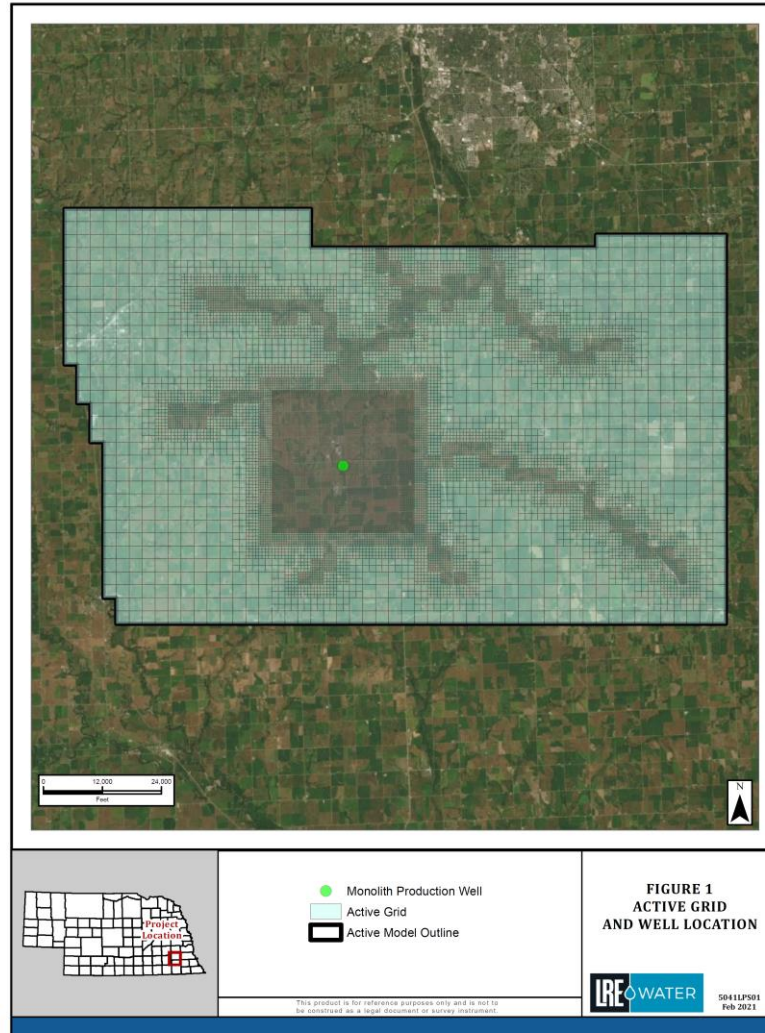 0 12,000 24,000
Feet
N
Project
Location
Monolith Production Well
Active Grid
Active Model Outline
This product is for reference purposes only and is not to
be construed as a legal document or survey instrument.
FIGURE 1
ACTIVE GRID
AND WELL LOCATION
LRE WATER
5041LPS01
Feb 2021